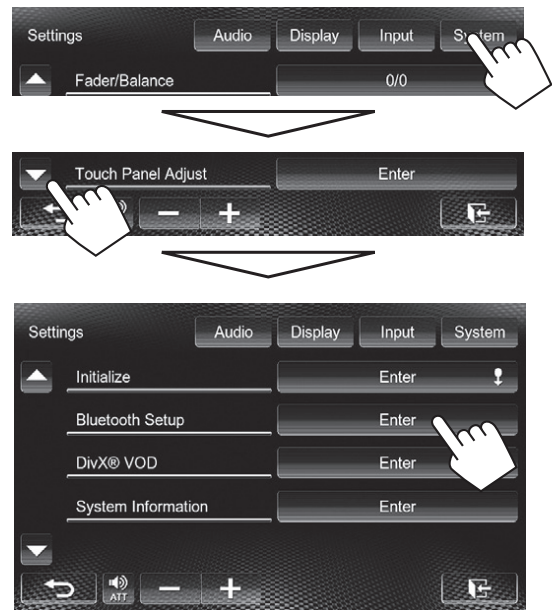 Settings Audio Display Input System
Fader/Balance 0/0
Touch Panel Adjust Enter
Settings Audio Display Input System
Initialize Enter
Bluetooth Setup Enter
DivX® VOD Enter
System Information Enter
ATT